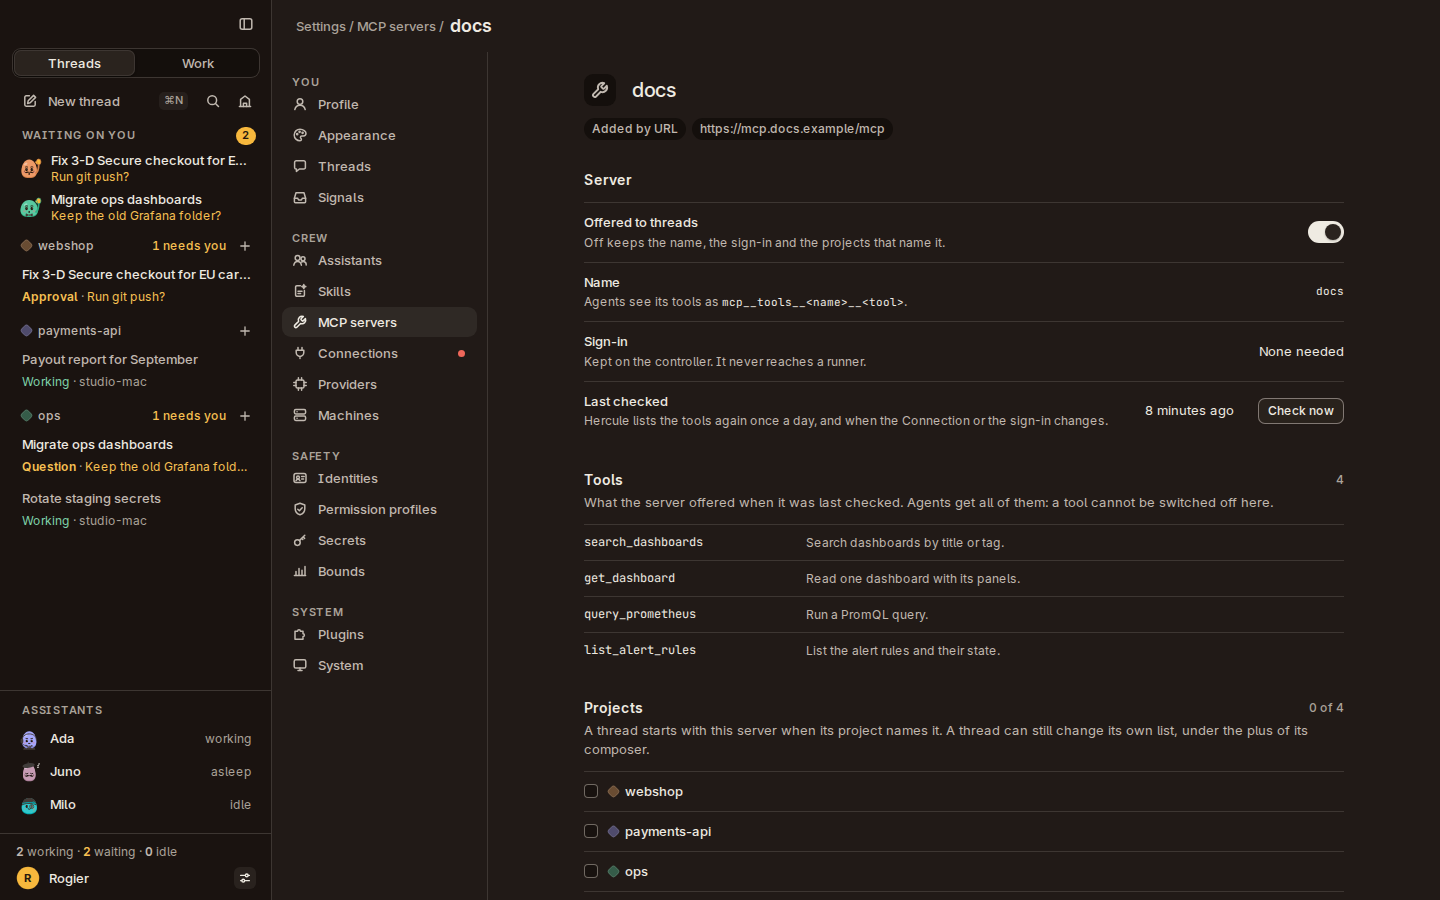 Threads
Work
New thread
⌘N
WAITING ON YOU
2
Fix 3-D Secure checkout for E...
Run git push?
Migrate ops dashboards
Keep the old Grafana folder?
webshop
1 needs you
Fix 3-D Secure checkout for EU car...
Approval · Run git push?
payments-api
Payout report for September
Working · studio-mac
ops
1 needs you
Migrate ops dashboards
Question · Keep the old Grafana fold...
Rotate staging secrets
Working · studio-mac
ASSISTANTS
Ada
working
Juno
asleep
Milo
idle
2 working · 2 waiting · 0 idle
R
Rogier
Settings / MCP servers / docs
YOU
Profile
Appearance
Threads
Signals
CREW
Assistants
Skills
MCP servers
Connections
Providers
Machines
SAFETY
Identities
Permission profiles
Secrets
Bounds
SYSTEM
Plugins
System
docs
Added by URL
https://mcp.docs.example/mcp
Server
Offered to threads
Off keeps the name, the sign-in and the projects that name it.
Name
Agents see its tools as mcp__tools__<name>__<tool>.
docs
Sign-in
Kept on the controller. It never reaches a runner.
None needed
Last checked
Hercule lists the tools again once a day, and when the Connection or the sign-in changes.
8 minutes ago
Check now
Tools
4
What the server offered when it was last checked. Agents get all of them: a tool cannot be switched off here.
search_dashboards
Search dashboards by title or tag.
get_dashboard
Read one dashboard with its panels.
query_prometheus
Run a PromQL query.
list_alert_rules
List the alert rules and their state.
Projects
0 of 4
A thread starts with this server when its project names it. A thread can still change its own list, under the plus of its
composer.
webshop
payments-api
ops